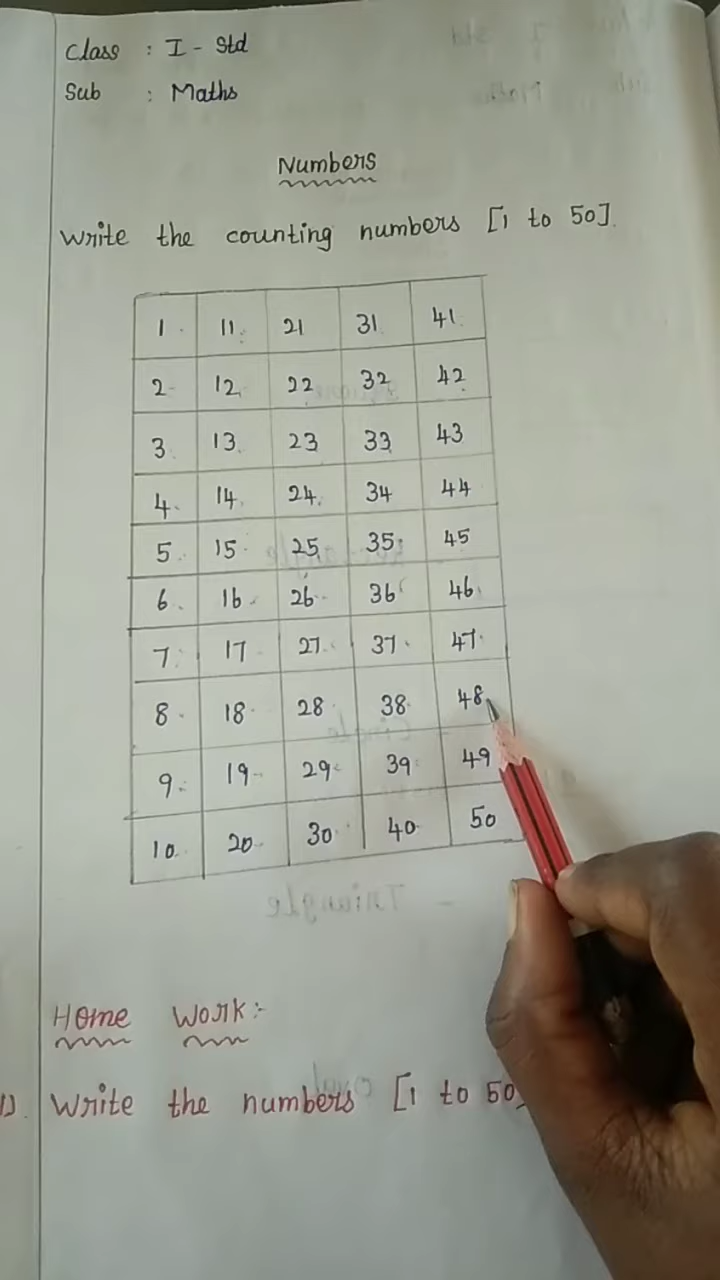 Class : I - Std
Sub : Maths
Numbers
Write the counting numbers [1 to 50].
1 11 21 31 41
2 12 22 32 42
3 13 23 33 43
4 14 24 34 44
5 15 25 35 45
6 16 26 36 46
7 17 27 37 47
8 18 28 38 48
9 19 29 39 49
10 20 30 40 50
Home Work:-
1). Write the numbers [1 to 50]